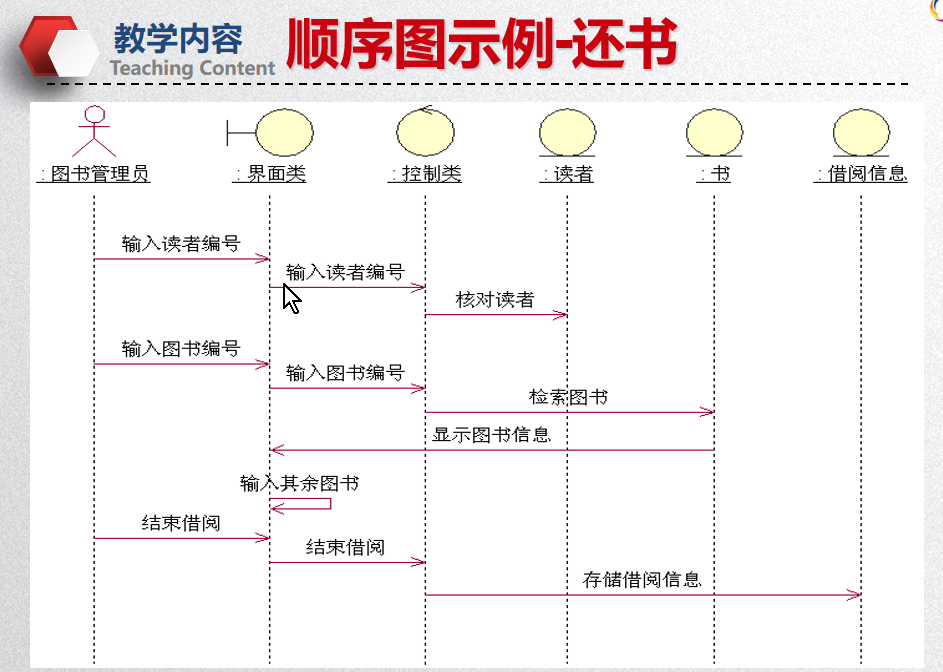 教学内容
Teaching Content
顺序图示例-还书
: 图书管理员
: 界面类
: 控制类
: 读者
: 书
: 借阅信息
输入读者编号
输入读者编号
核对读者
输入图书编号
输入图书编号
检索图书
显示图书信息
输入其余图书
结束借阅
结束借阅
存储借阅信息